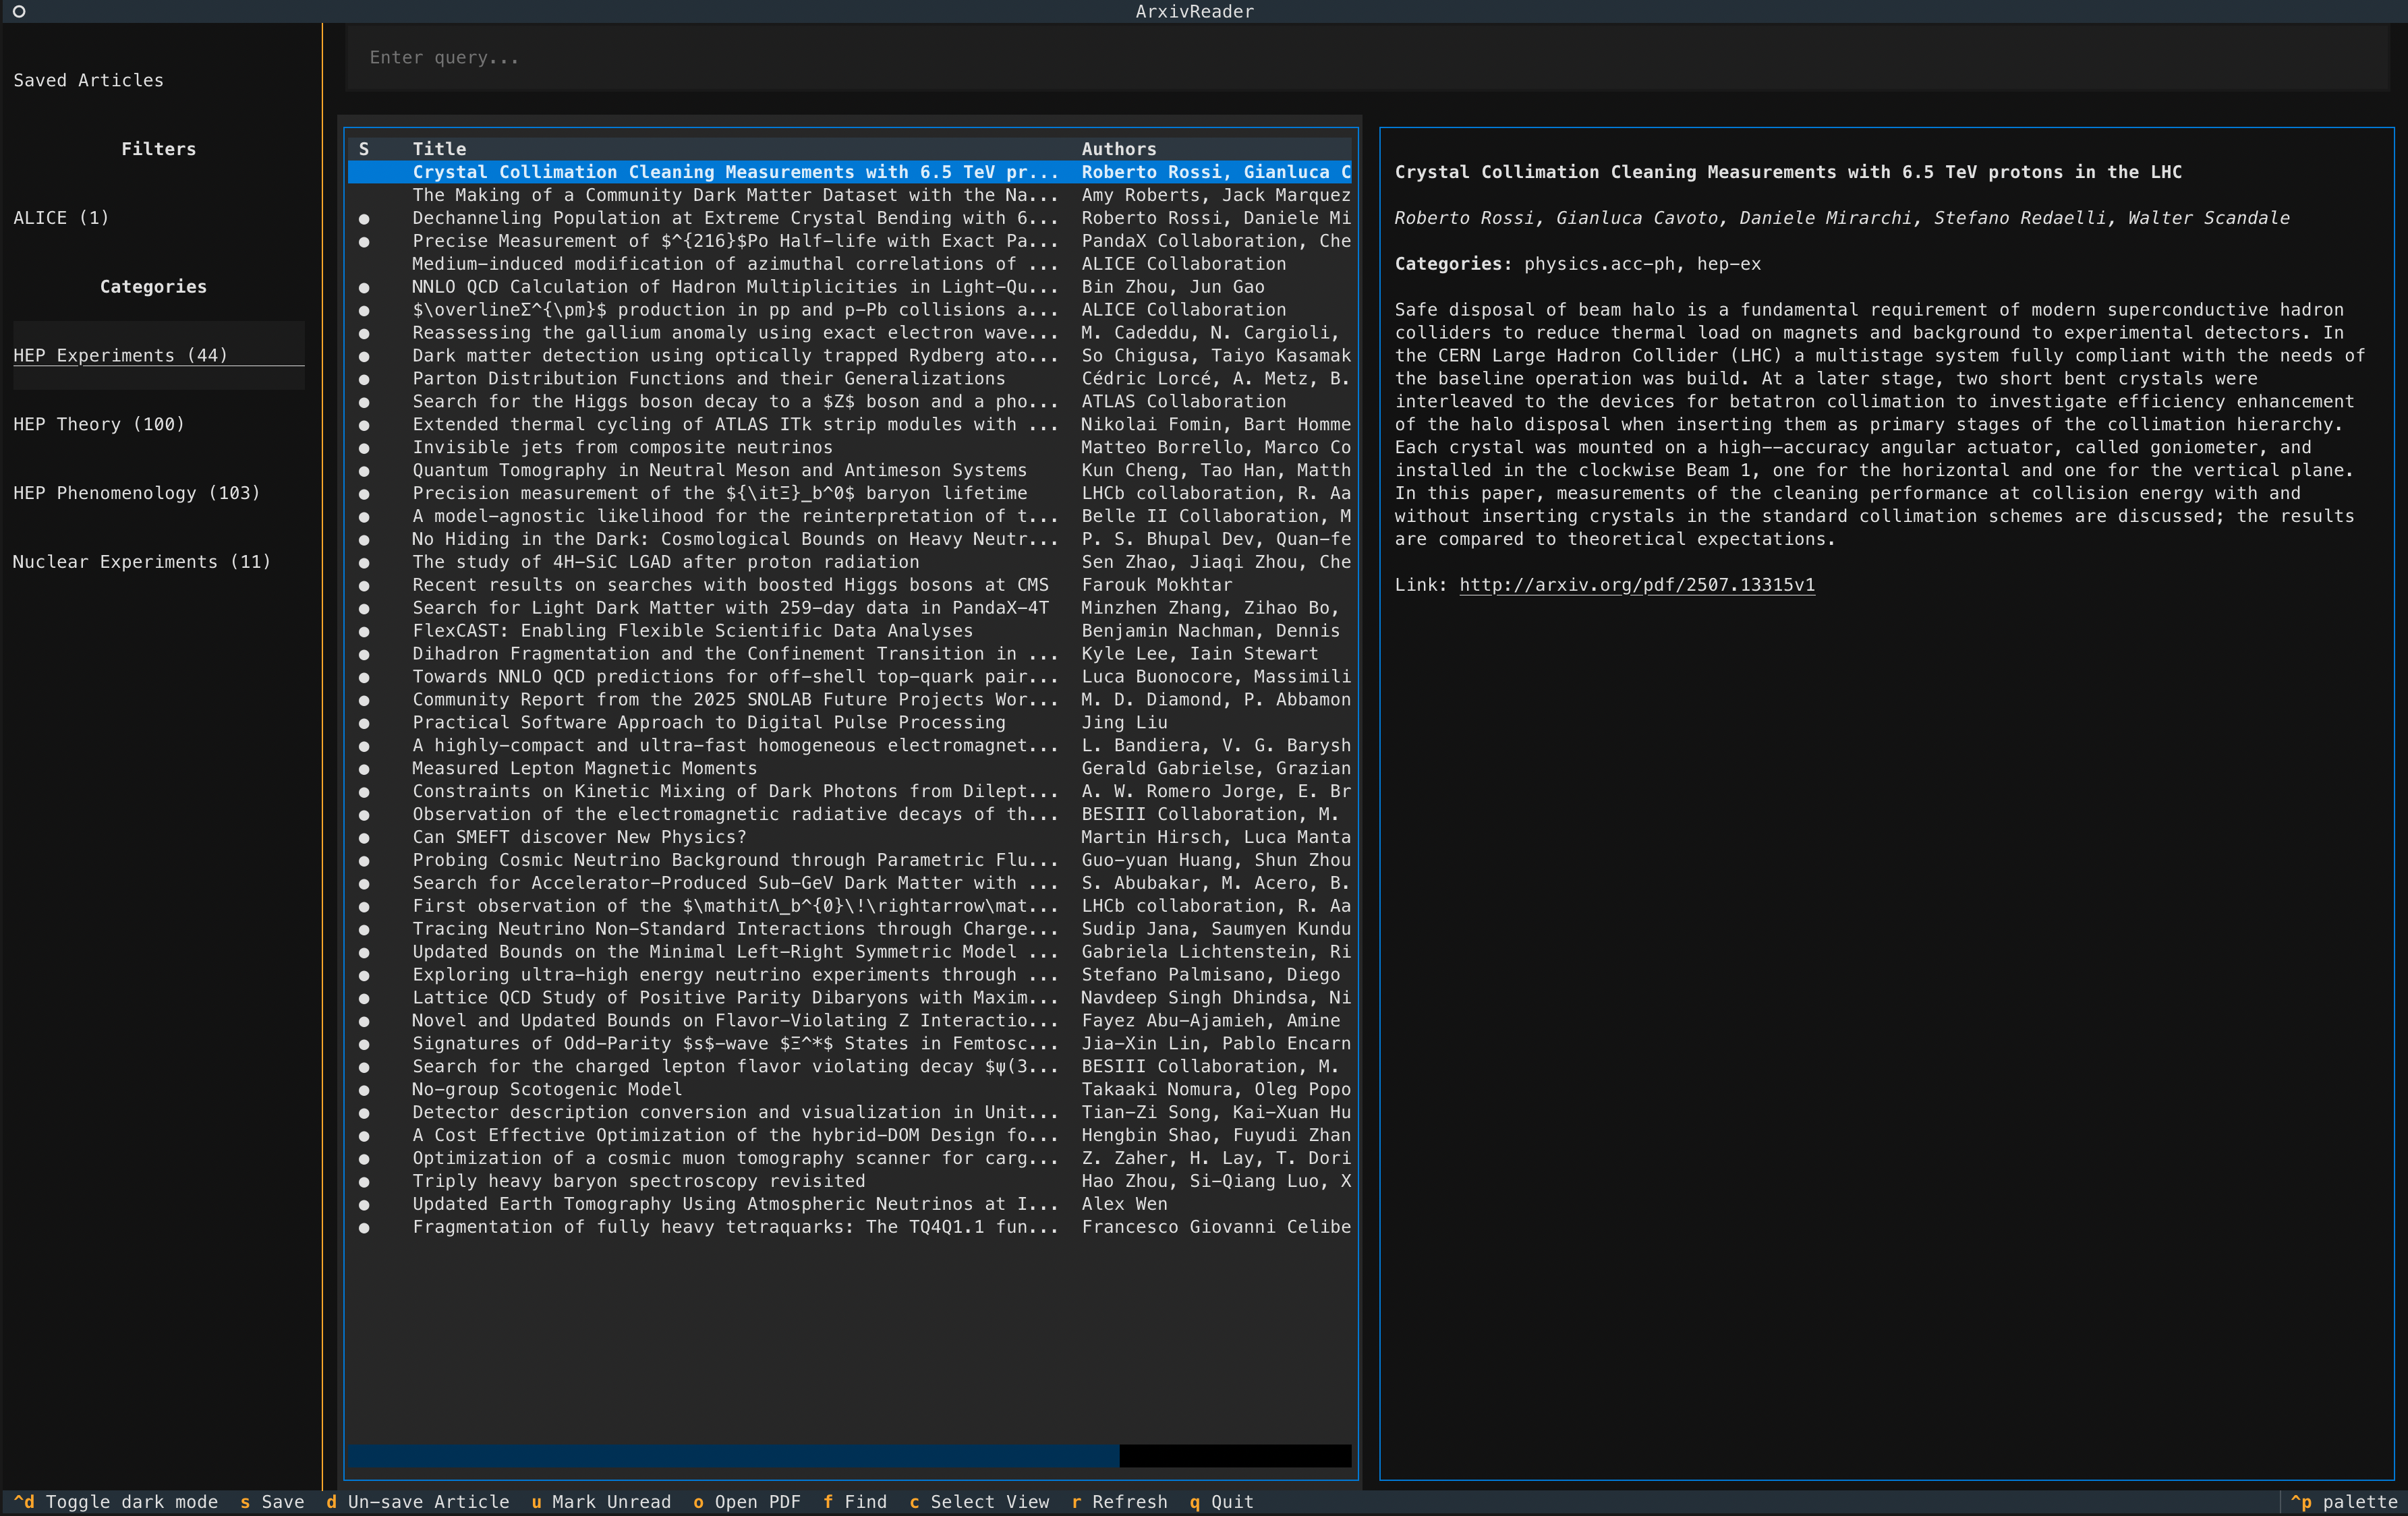 ArxivReader
Enter query...
Saved Articles
Filters
ALICE (1)
Categories
HEP Experiments (44)
HEP Theory (100)
HEP Phenomenology (103)
Nuclear Experiments (11)
S Title Authors
Crystal Collimation Cleaning Measurements with 6.5 TeV pr... Roberto Rossi, Gianluca C
The Making of a Community Dark Matter Dataset with the Na... Amy Roberts, Jack Marquez
● Dechanneling Population at Extreme Crystal Bending with 6... Roberto Rossi, Daniele Mi
● Precise Measurement of $^{216}$Po Half-life with Exact Pa... PandaX Collaboration, Che
Medium-induced modification of azimuthal correlations of ... ALICE Collaboration
● NNLO QCD Calculation of Hadron Multiplicities in Light-Qu... Bin Zhou, Jun Gao
● $\overlineΣ^{\pm}$ production in pp and p-Pb collisions a... ALICE Collaboration
● Reassessing the gallium anomaly using exact electron wave... M. Cadeddu, N. Cargioli,
● Dark matter detection using optically trapped Rydberg ato... So Chigusa, Taiyo Kasamak
● Parton Distribution Functions and their Generalizations Cédric Lorcé, A. Metz, B.
● Search for the Higgs boson decay to a $Z$ boson and a pho... ATLAS Collaboration
● Extended thermal cycling of ATLAS ITk strip modules with ... Nikolai Fomin, Bart Homme
● Invisible jets from composite neutrinos Matteo Borrello, Marco Co
● Quantum Tomography in Neutral Meson and Antimeson Systems Kun Cheng, Tao Han, Matth
● Precision measurement of the ${\itΞ}_b^0$ baryon lifetime LHCb collaboration, R. Aa
● A model-agnostic likelihood for the reinterpretation of t... Belle II Collaboration, M
● No Hiding in the Dark: Cosmological Bounds on Heavy Neutr... P. S. Bhupal Dev, Quan-fe
● The study of 4H-SiC LGAD after proton radiation Sen Zhao, Jiaqi Zhou, Che
● Recent results on searches with boosted Higgs bosons at CMS Farouk Mokhtar
● Search for Light Dark Matter with 259-day data in PandaX-4T Minzhen Zhang, Zihao Bo,
● FlexCAST: Enabling Flexible Scientific Data Analyses Benjamin Nachman, Dennis
● Dihadron Fragmentation and the Confinement Transition in ... Kyle Lee, Iain Stewart
● Towards NNLO QCD predictions for off-shell top-quark pair... Luca Buonocore, Massimili
● Community Report from the 2025 SNOLAB Future Projects Wor... M. D. Diamond, P. Abbamon
● Practical Software Approach to Digital Pulse Processing Jing Liu
● A highly-compact and ultra-fast homogeneous electromagnet... L. Bandiera, V. G. Barysh
● Measured Lepton Magnetic Moments Gerald Gabrielse, Grazian
● Constraints on Kinetic Mixing of Dark Photons from Dilept... A. W. Romero Jorge, E. Br
● Observation of the electromagnetic radiative decays of th... BESIII Collaboration, M.
● Can SMEFT discover New Physics? Martin Hirsch, Luca Manta
● Probing Cosmic Neutrino Background through Parametric Flu... Guo-yuan Huang, Shun Zhou
● Search for Accelerator-Produced Sub-GeV Dark Matter with ... S. Abubakar, M. Acero, B.
● First observation of the $\mathitΛ_b^{0}\!\rightarrow\mat... LHCb collaboration, R. Aa
● Tracing Neutrino Non-Standard Interactions through Charge... Sudip Jana, Saumyen Kundu
● Updated Bounds on the Minimal Left-Right Symmetric Model ... Gabriela Lichtenstein, Ri
● Exploring ultra-high energy neutrino experiments through ... Stefano Palmisano, Diego
● Lattice QCD Study of Positive Parity Dibaryons with Maxim... Navdeep Singh Dhindsa, Ni
● Novel and Updated Bounds on Flavor-Violating Z Interactio... Fayez Abu-Ajamieh, Amine
● Signatures of Odd-Parity $s$-wave $Ξ^*$ States in Femtosc... Jia-Xin Lin, Pablo Encarn
● Search for the charged lepton flavor violating decay $ψ(3... BESIII Collaboration, M.
● No-group Scotogenic Model Takaaki Nomura, Oleg Popo
● Detector description conversion and visualization in Unit... Tian-Zi Song, Kai-Xuan Hu
● A Cost Effective Optimization of the hybrid-DOM Design fo... Hengbin Shao, Fuyudi Zhan
● Optimization of a cosmic muon tomography scanner for carg... Z. Zaher, H. Lay, T. Dori
● Triply heavy baryon spectroscopy revisited Hao Zhou, Si-Qiang Luo, X
● Updated Earth Tomography Using Atmospheric Neutrinos at I... Alex Wen
● Fragmentation of fully heavy tetraquarks: The TQ4Q1.1 fun... Francesco Giovanni Celibe
Crystal Collimation Cleaning Measurements with 6.5 TeV protons in the LHC
Roberto Rossi, Gianluca Cavoto, Daniele Mirarchi, Stefano Redaelli, Walter Scandale
Categories: physics.acc-ph, hep-ex
Safe disposal of beam halo is a fundamental requirement of modern superconductive hadron
colliders to reduce thermal load on magnets and background to experimental detectors. In
the CERN Large Hadron Collider (LHC) a multistage system fully compliant with the needs of
the baseline operation was build. At a later stage, two short bent crystals were
interleaved to the devices for betatron collimation to investigate efficiency enhancement
of the halo disposal when inserting them as primary stages of the collimation hierarchy.
Each crystal was mounted on a high--accuracy angular actuator, called goniometer, and
installed in the clockwise Beam 1, one for the horizontal and one for the vertical plane.
In this paper, measurements of the cleaning performance at collision energy with and
without inserting crystals in the standard collimation schemes are discussed; the results
are compared to theoretical expectations.
Link: http://arxiv.org/pdf/2507.13315v1
^d Toggle dark mode s Save d Un-save Article u Mark Unread o Open PDF f Find c Select View r Refresh q Quit ^p palette